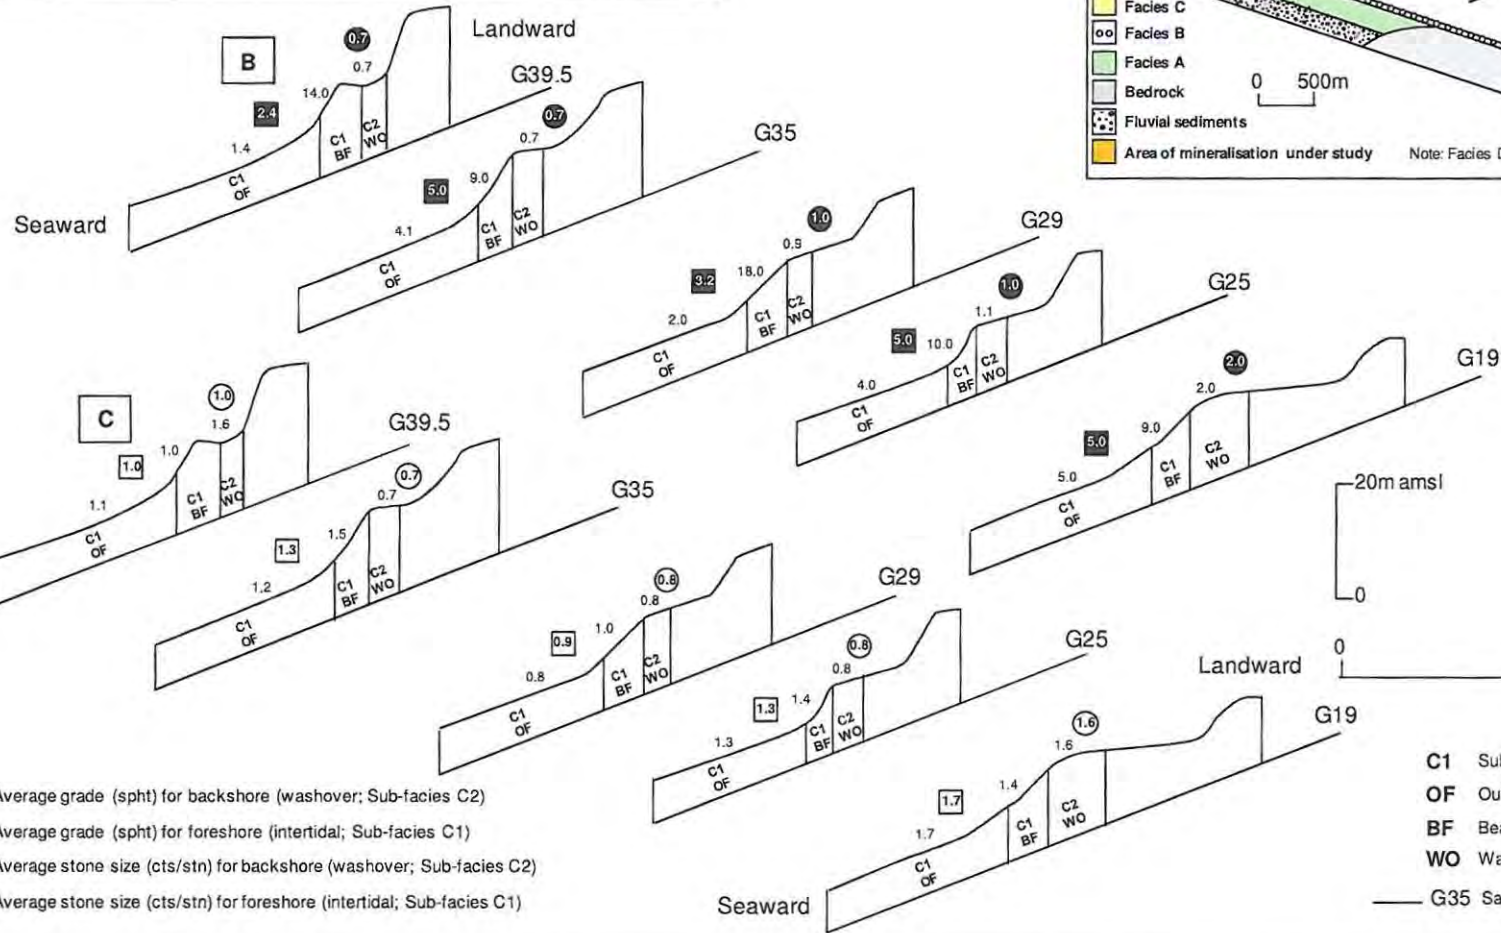 B
Landward
0.7
0.7
14.0
2.4
1.4
C1 OF
C1 BF
C2 WO
G39.5
Seaward
0.7
0.7
9.0
5.0
4.1
C1 OF
C1 BF
C2 WO
G35
1.0
0.9
18.0
3.2
2.0
C1 OF
C1 BF
C2 WO
G29
1.0
1.1
10.0
5.0
4.0
C1 OF
C1 BF
C2 WO
G25
2.0
2.0
9.0
5.0
5.0
C1 OF
C1 BF
C2 WO
G19
Facies C
Facies B
Facies A
Bedrock
Fluvial sediments
Area of mineralisation under study
0 500m
Note: Facies
C
1.0
1.6
1.0
1.0
1.1
C1 OF
C1 BF
C2 WO
G39.5
0.7
0.7
1.5
1.3
1.2
C1 OF
C1 BF
C2 WO
G35
0.8
0.8
1.0
0.9
0.8
C1 OF
C1 BF
C2 WO
G29
0.8
0.8
1.4
1.3
1.3
C1 OF
C1 BF
C2 WO
G25
1.6
1.6
1.4
1.7
1.7
C1 OF
C1 BF
C2 WO
G19
Landward
Seaward
20m amsl
0
0
Average grade (spht) for backshore (washover; Sub-facies C2)
Average grade (spht) for foreshore (intertidal; Sub-facies C1)
Average stone size (cts/stn) for backshore (washover; Sub-facies C2)
Average stone size (cts/stn) for foreshore (intertidal; Sub-facies C1)
C1 Su
OF Ou
BF Bea
WO Wa
G35 Sa